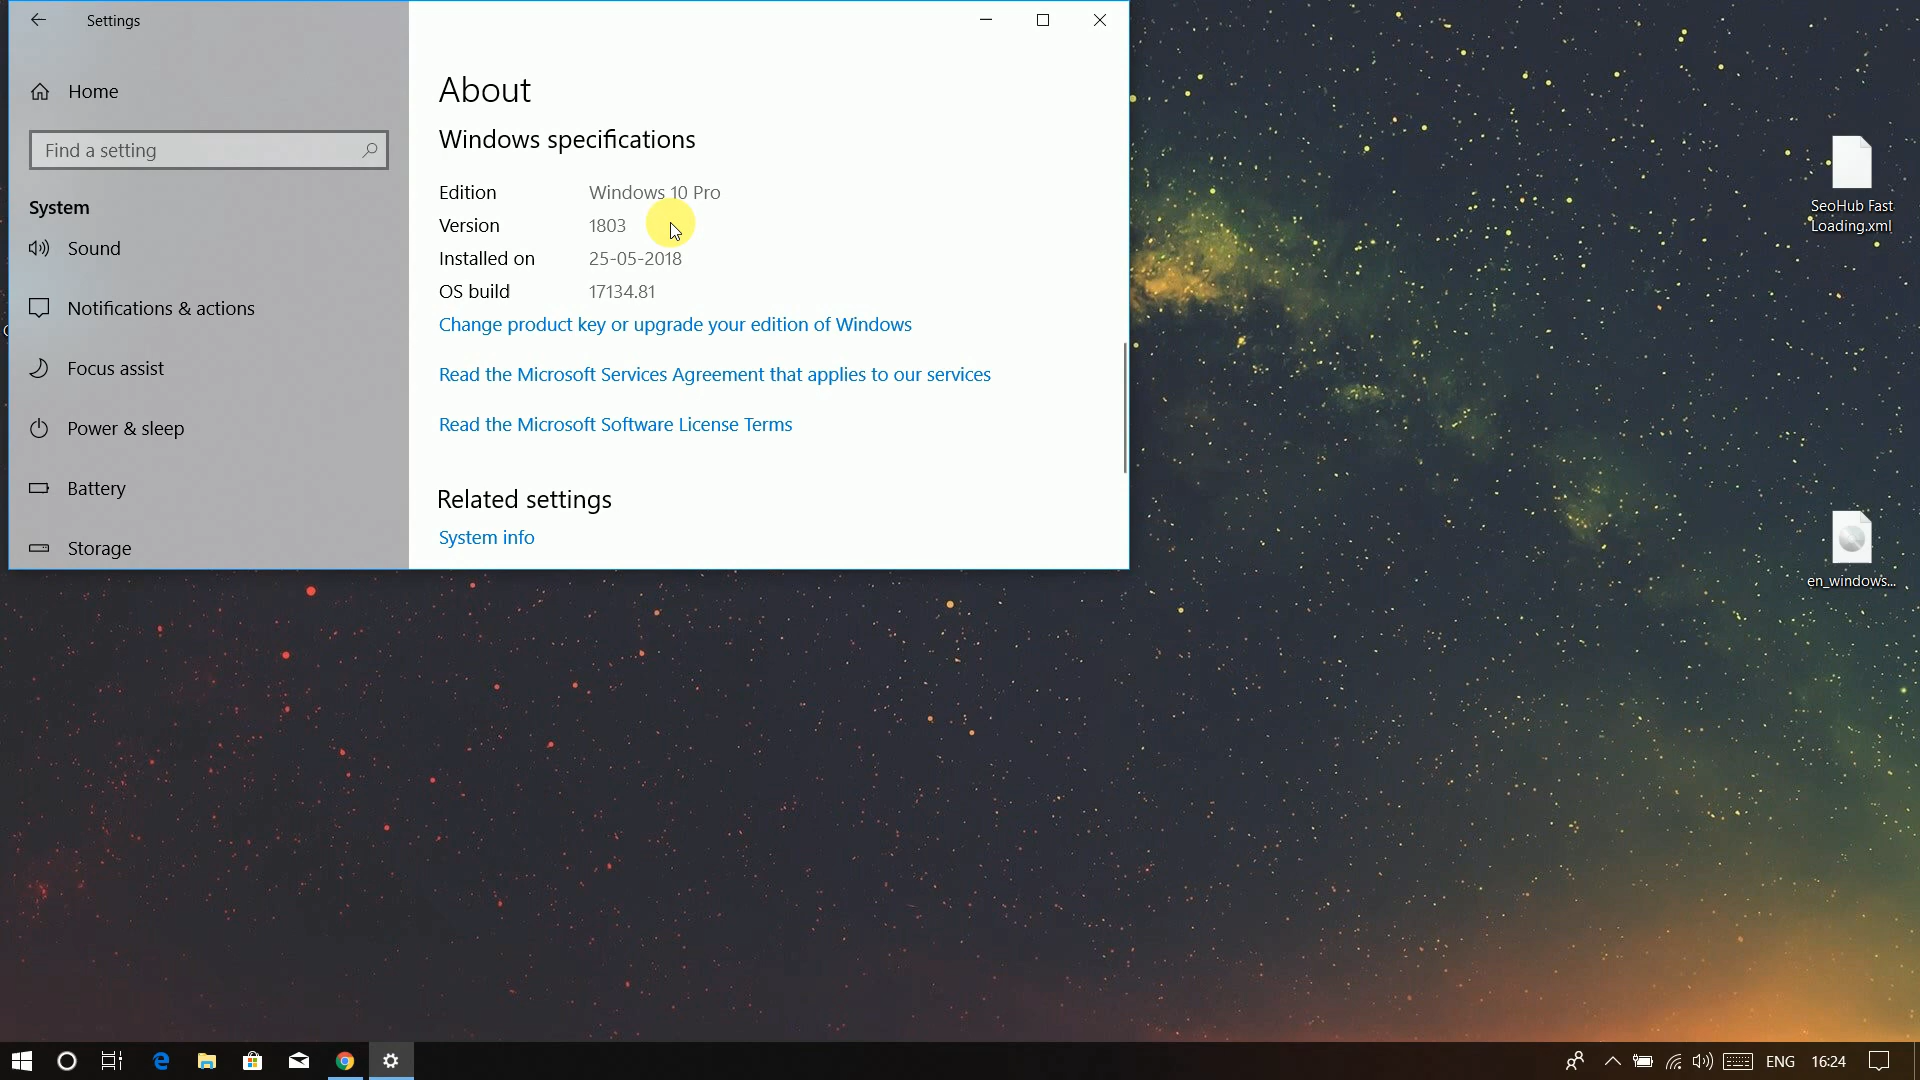 Settings
Home
Find a setting
System
Sound
Notifications & actions
Focus assist
Power & sleep
Battery
Storage
About
Windows specifications
Edition Windows 10 Pro
Version 1803
Installed on 25-05-2018
OS build 17134.81
Change product key or upgrade your edition of Windows
Read the Microsoft Services Agreement that applies to our services
Read the Microsoft Software License Terms
Related settings
System info
SeoHub Fast
Loading.xml
en_windows...
ENG 16:24